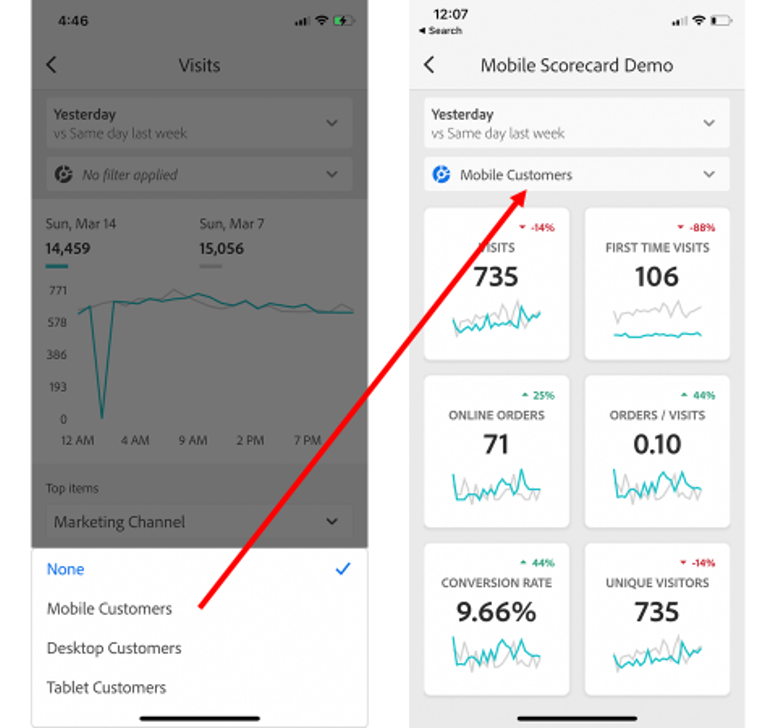 4:46
Visits
Yesterday
vs Same day last week
No filter applied
Sun, Mar 14
Sun, Mar 7
14,459
15,056
771
578
386
193
0
12 AM 4 AM 9 AM 2 PM 7 PM
Top items
Marketing Channel
None
Mobile Customers
Desktop Customers
Tablet Customers
12:07
Search
Mobile Scorecard Demo
Yesterday
vs Same day last week
Mobile Customers
-14%
VISITS
735
-88%
FIRST TIME VISITS
106
25%
ONLINE ORDERS
71
44%
ORDERS / VISITS
0.10
44%
CONVERSION RATE
9.66%
-14%
UNIQUE VISITORS
735